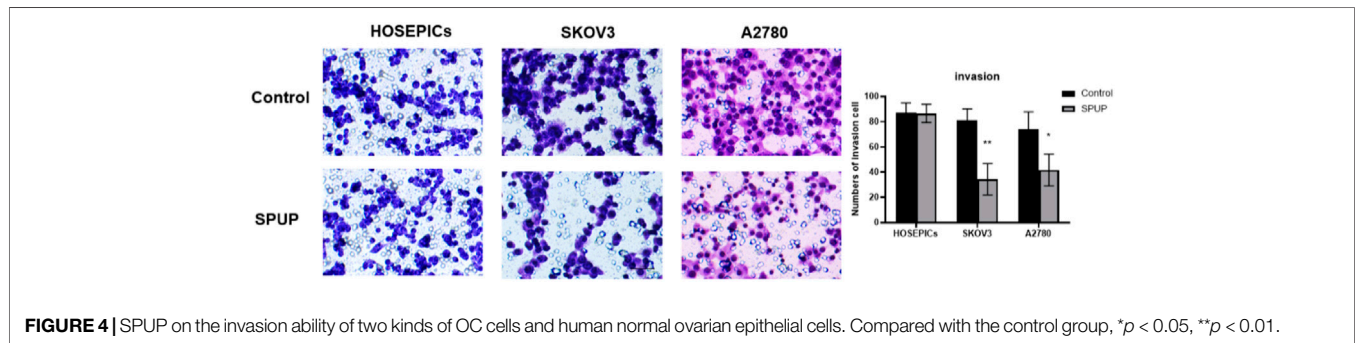 HOSEPICs SKOV3 A2780
Control
SPUP
invasion
Control
SPUP
Numbers of invasion cell
100
80
60
40
20
0
**
*
HOSEPICs SKOV3 A2780
FIGURE 4 | SPUP on the invasion ability of two kinds of OC cells and human normal ovarian epithelial cells. Compared with the control group, *p < 0.05, **p < 0.01.